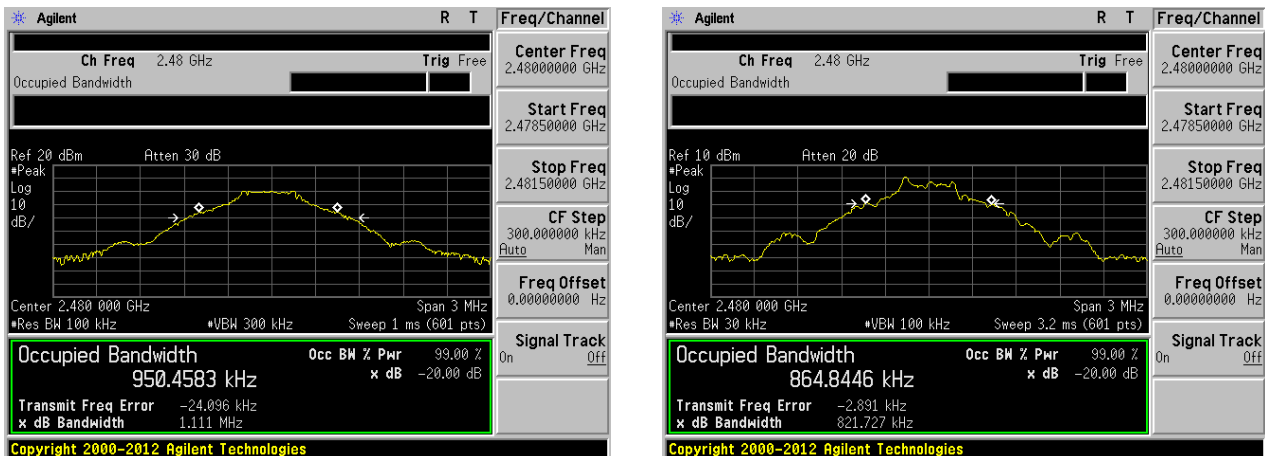 Agilent R T
Freq/Channel
Ch Freq 2.48 GHz Trig Free
Occupied Bandwidth
Center Freq
2.48000000 GHz
Start Freq
2.47850000 GHz
Stop Freq
2.48150000 GHz
CF Step
300.000000 kHz
Auto Man
Freq Offset
0.00000000 Hz
Signal Track
On Off
Ref 20 dBm Atten 30 dB
#Peak
Log
10
dB/
Center 2.480 000 GHz Span 3 MHz
#Res BW 100 kHz #VBW 300 kHz Sweep 1 ms (601 pts)
Occupied Bandwidth Occ BW % Pwr 99.00 %
950.4583 kHz x dB -20.00 dB
Transmit Freq Error -24.096 kHz
x dB Bandwidth 1.111 MHz
Copyright 2000-2012 Agilent Technologies
Agilent R T
Freq/Channel
Ch Freq 2.48 GHz Trig Free
Occupied Bandwidth
Center Freq
2.48000000 GHz
Start Freq
2.47850000 GHz
Stop Freq
2.48150000 GHz
CF Step
300.000000 kHz
Auto Man
Freq Offset
0.00000000 Hz
Signal Track
On Off
Ref 10 dBm Atten 20 dB
#Peak
Log
10
dB/
Center 2.480 000 GHz Span 3 MHz
#Res BW 30 kHz #VBW 100 kHz Sweep 3.2 ms (601 pts)
Occupied Bandwidth Occ BW % Pwr 99.00 %
864.8446 kHz x dB -20.00 dB
Transmit Freq Error -2.891 kHz
x dB Bandwidth 821.727 kHz
Copyright 2000-2012 Agilent Technologies